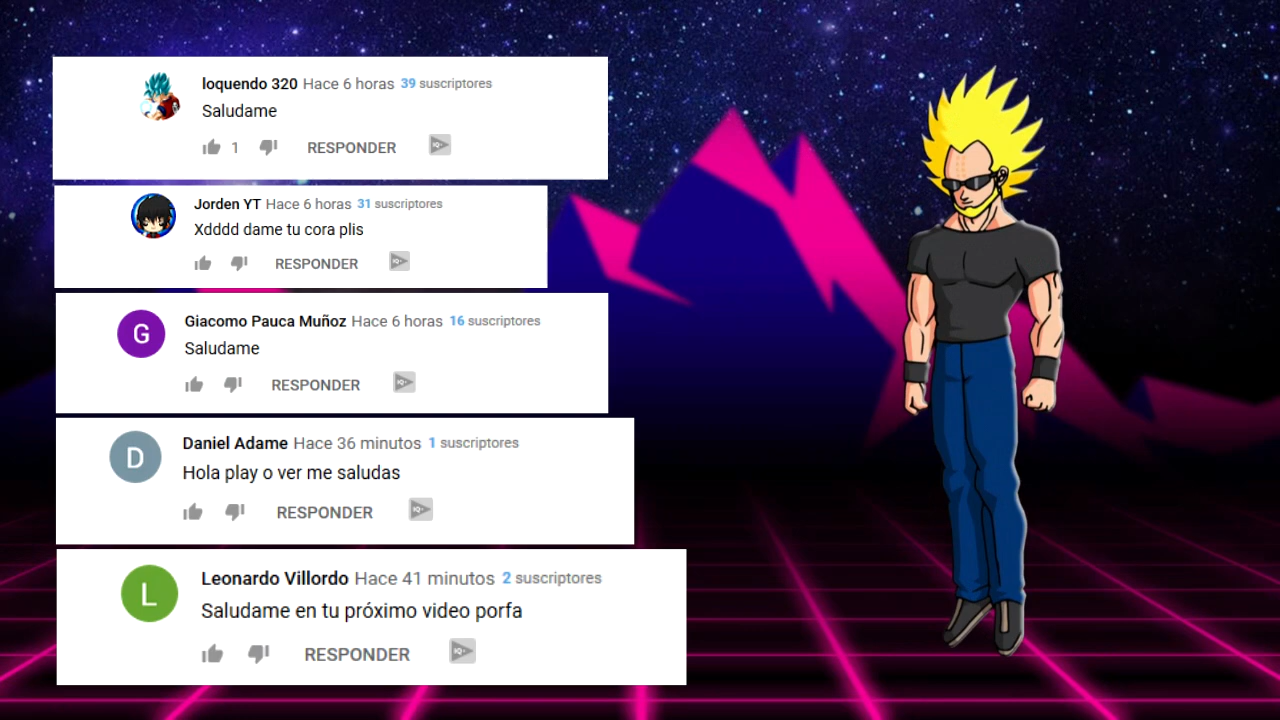 loquendo 320 Hace 6 horas 39 suscriptores
Saludame
1 RESPONDER
Jorden YT Hace 6 horas 31 suscriptores
Xdddd dame tu cora plis
RESPONDER
G
Giacomo Pauca Muñoz Hace 6 horas 16 suscriptores
Saludame
RESPONDER
D
Daniel Adame Hace 36 minutos 1 suscriptores
Hola play o ver me saludas
RESPONDER
L
Leonardo Villordo Hace 41 minutos 2 suscriptores
Saludame en tu próximo video porfa
RESPONDER